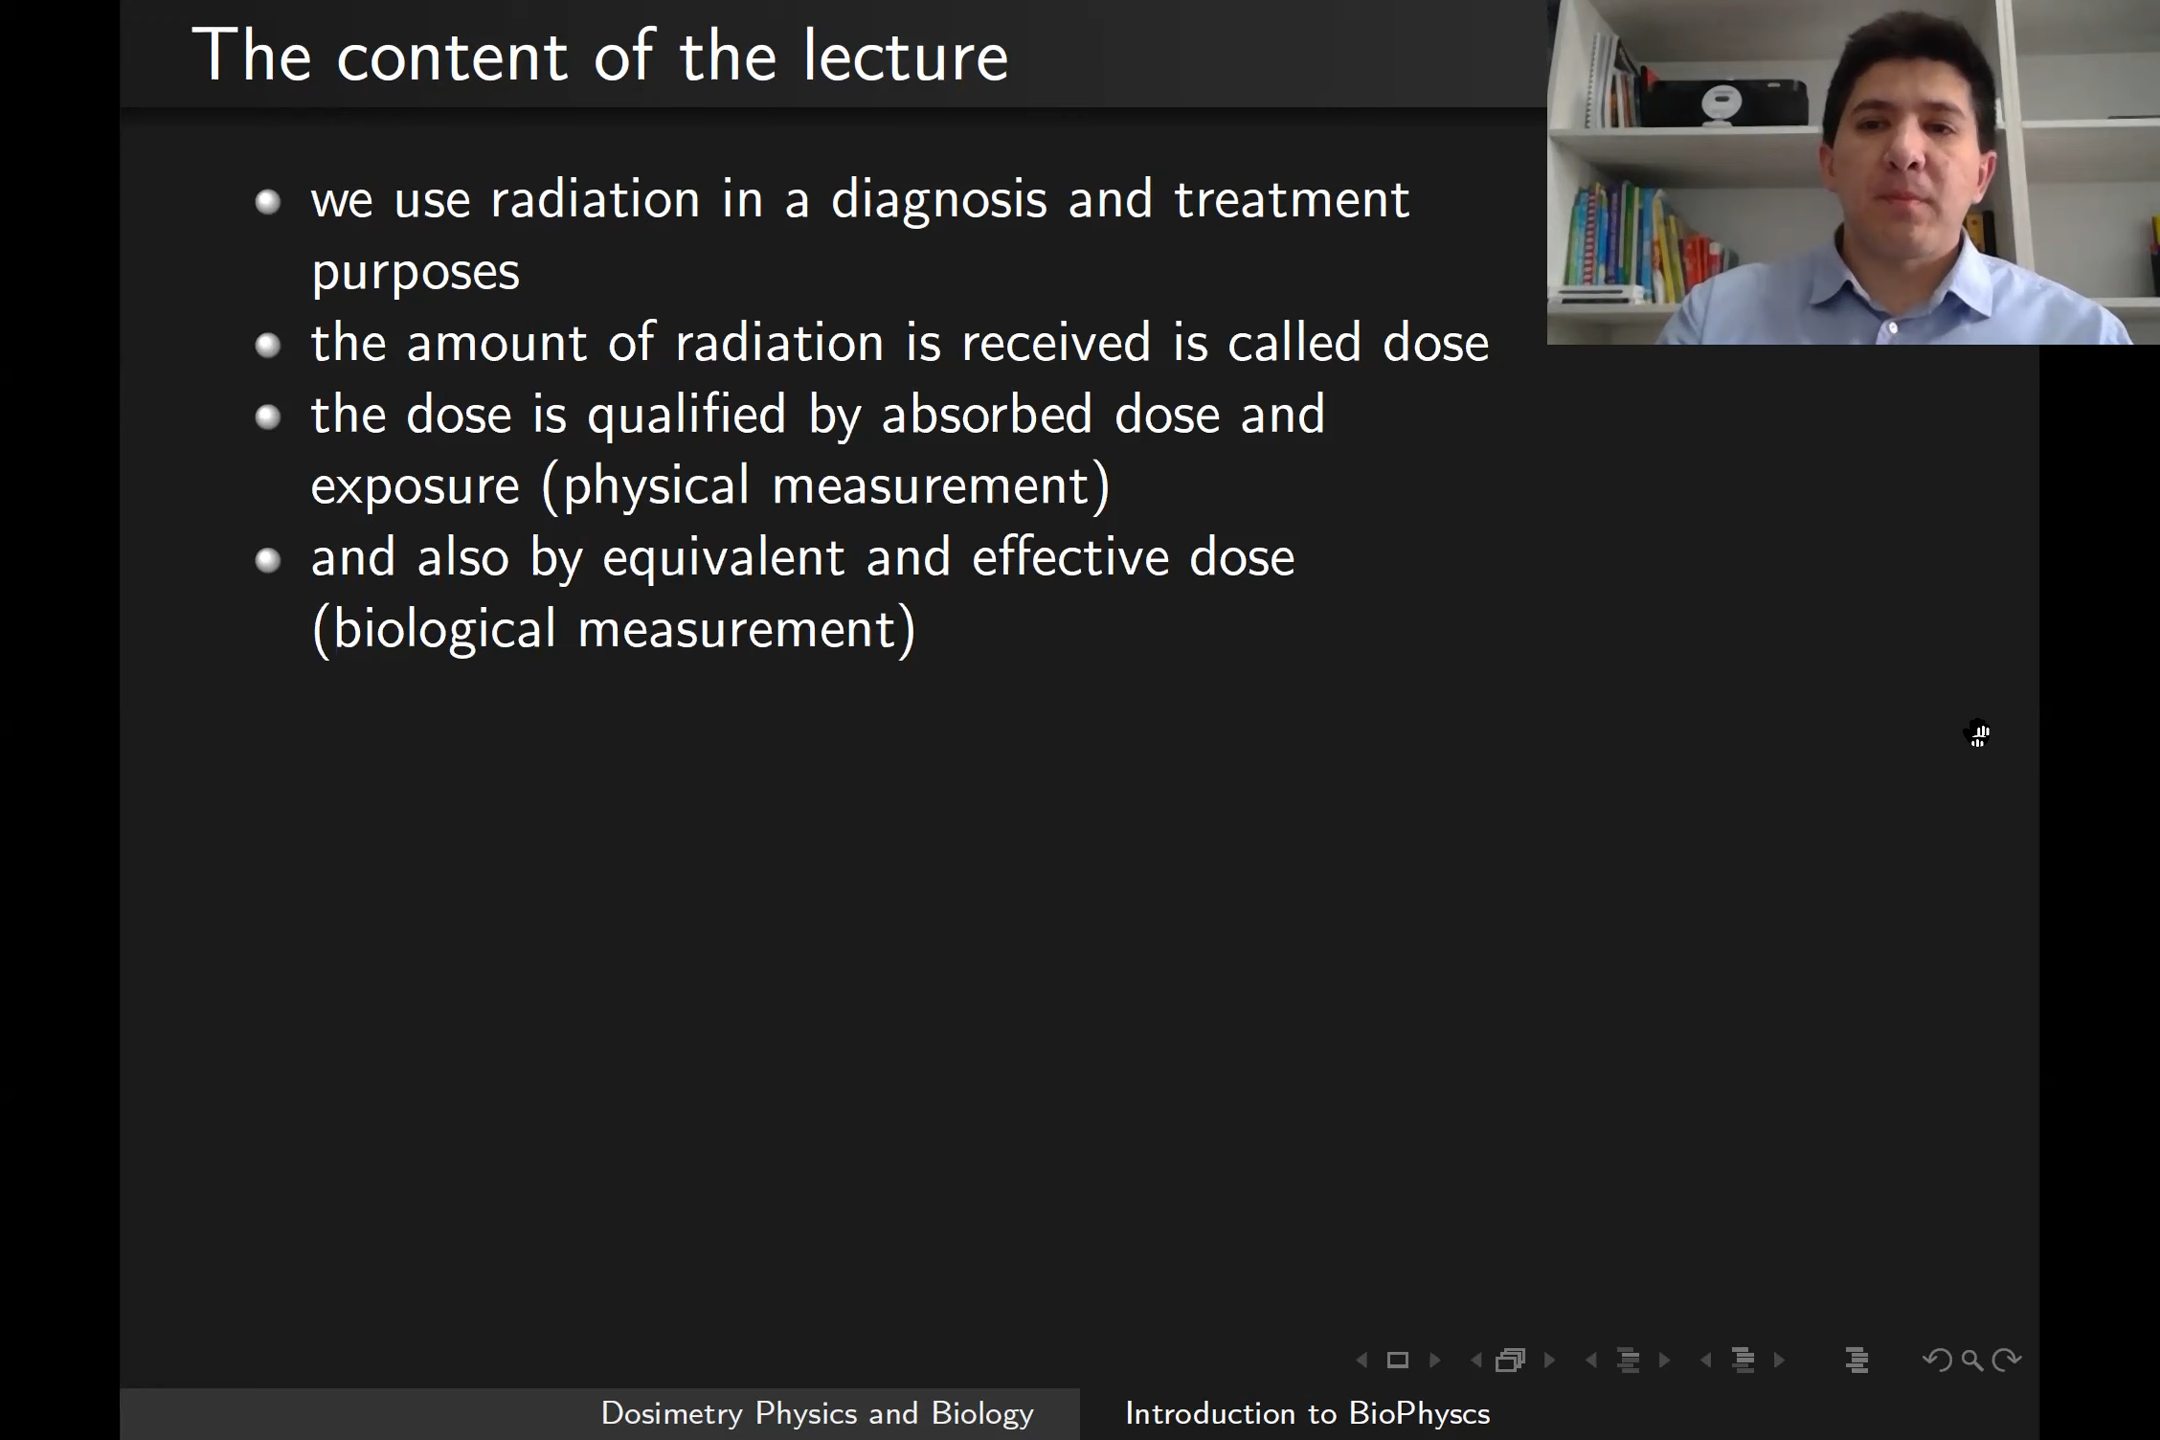 The content of the lecture
we use radiation in a diagnosis and treatment
purposes
the amount of radiation is received is called dose
the dose is qualified by absorbed dose and
exposure (physical measurement)
and also by equivalent and effective dose
(biological measurement)
Dosimetry Physics and Biology
Introduction to BioPhyscs